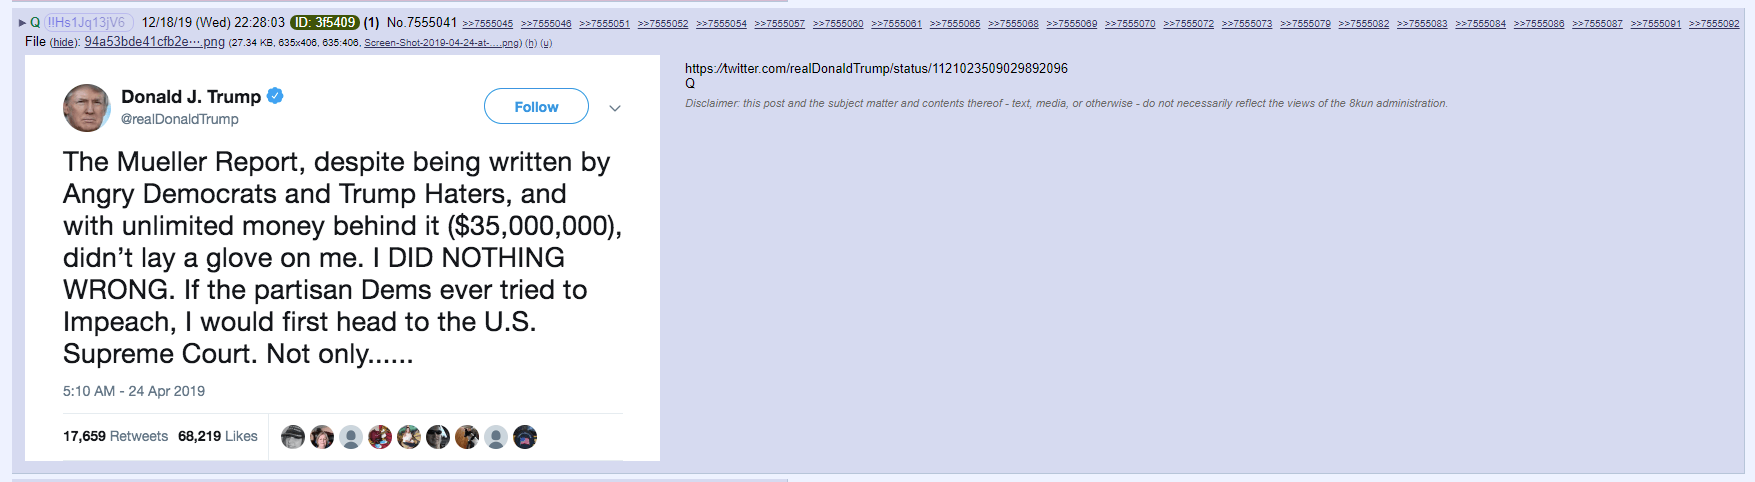 ▶ Q !!Hs1Jq13jV6 12/18/19 (Wed) 22:28:03 ID: 3f5409 (1) No.7555041 >>7555045 >>7555046 >>7555051 >>7555052 >>7555054 >>7555057 >>7555060 >>7555061 >>7555065 >>7555068 >>7555069 >>7555070 >>7555072 >>7555073 >>7555079 >>7555082 >>7555083 >>7555084 >>7555086 >>7555087 >>7555091 >>7555092
File (hide): 94a53bde41cfb2e⋯.png (27.34 KB, 635x406, 635:406, Screen-Shot-2019-04-24-at-….png) (h) (u)
Donald J. Trump
@realDonaldTrump
Follow
The Mueller Report, despite being written by
Angry Democrats and Trump Haters, and
with unlimited money behind it ($35,000,000),
didn’t lay a glove on me. I DID NOTHING
WRONG. If the partisan Dems ever tried to
Impeach, I would first head to the U.S.
Supreme Court. Not only......
5:10 AM - 24 Apr 2019
17,659 Retweets 68,219 Likes
https://twitter.com/realDonaldTrump/status/1121023509029892096
Q
Disclaimer: this post and the subject matter and contents thereof - text, media, or otherwise - do not necessarily reflect the views of the 8kun administration.